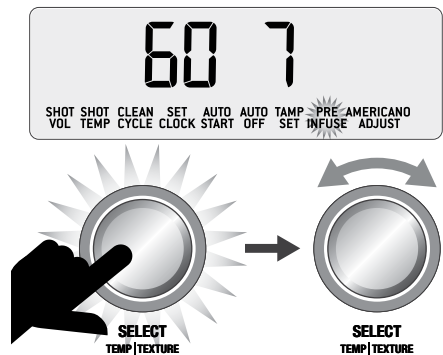 60 7
SHOT SHOT CLEAN SET AUTO AUTO TAMP PRE AMERICANO
VOL TEMP CYCLE CLOCK START OFF SET INFUSE ADJUST
SELECT
TEMP|TEXTURE
SELECT
TEMP|TEXTURE